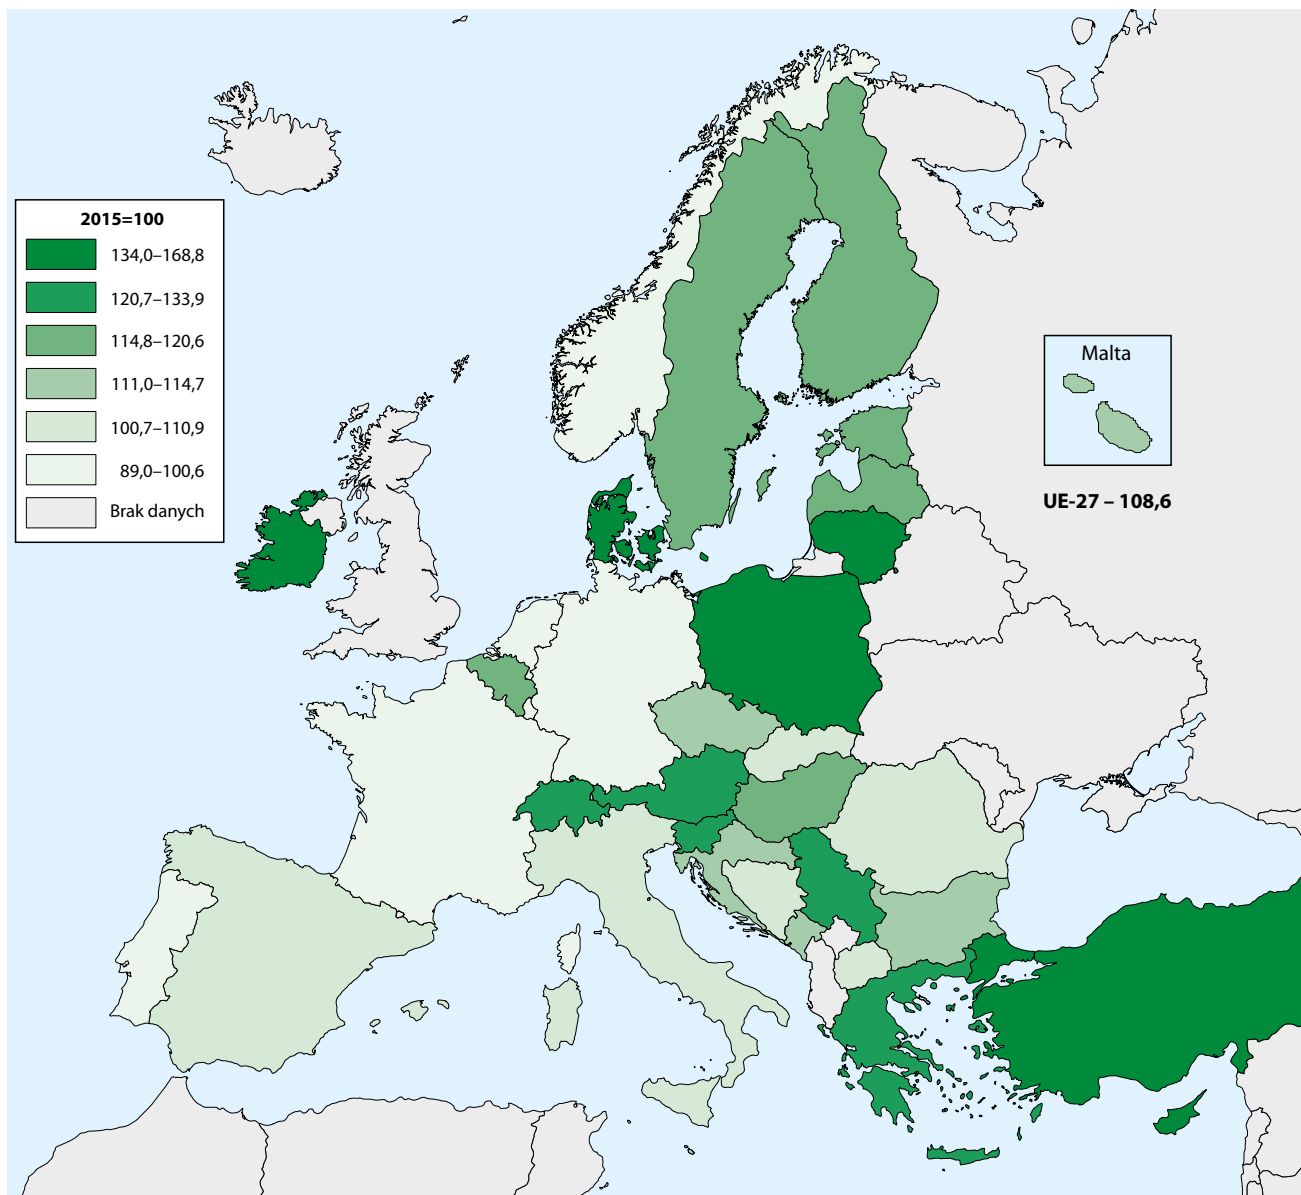 2015=100
134,0–168,8
120,7–133,9
114,8–120,6
111,0–114,7
100,7–110,9
89,0–100,6
Brak danych
Malta
UE-27 – 108,6